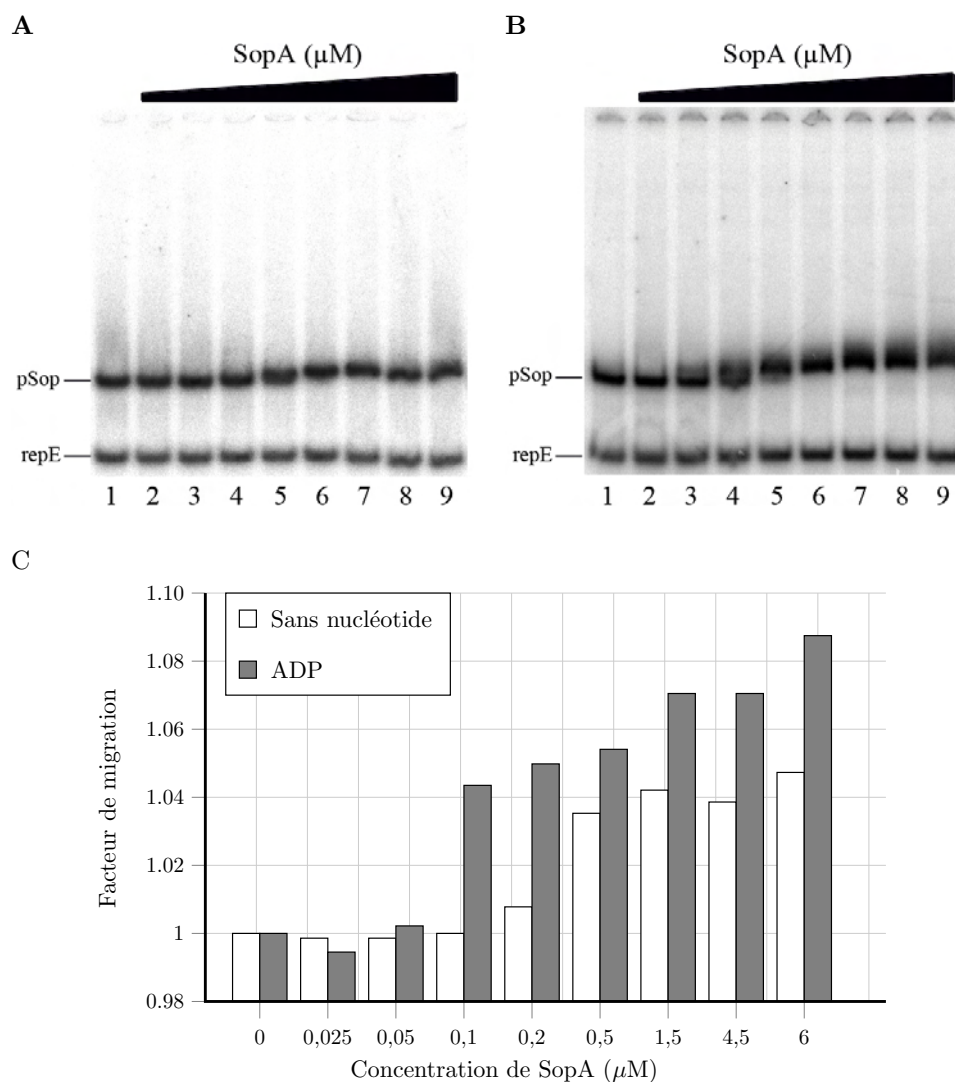 A
B
SopA (µM)
SopA (µM)
pSop
repE
1 2 3 4 5 6 7 8 9
pSop
repE
1 2 3 4 5 6 7 8 9
C
Sans nucléotide
ADP
Facteur de migration
1.10
1.08
1.06
1.04
1.02
1
0.98
0 0,025 0,05 0,1 0,2 0,5 1,5 4,5 6
Concentration de SopA (µM)